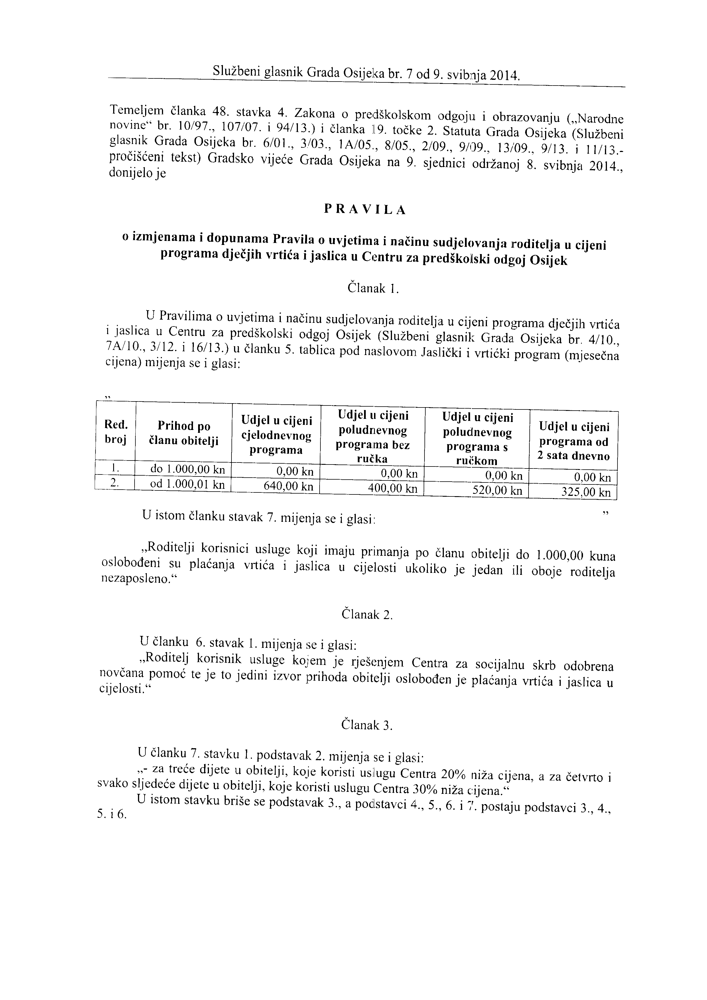 Službeni glasnik Grada Osijeka br. 7 od 9. svibnja 2014.
Temeljem članka 48. stavka 4. Zakona o predškolskom odgoju i obrazovanju („Narodne
novine“ br. 10/97., 107/07. i 94/13.) i članka 19. točke 2. Statuta Grada Osijeka (Službeni
glasnik Grada Osijeka br. 6/01., 3/03., 1A/05., 8/05., 2/09., 9/09., 13/09., 9/13. i 11/13.-
pročišćeni tekst) Gradsko vijeće Grada Osijeka na 9. sjednici održanoj 8. svibnja 2014.,
donijelo je
P R A V I L A
o izmjenama i dopunama Pravila o uvjetima i načinu sudjelovanja roditelja u cijeni
programa dječjih vrtića i jaslica u Centru za predškolski odgoj Osijek
Članak 1.
U Pravilima o uvjetima i načinu sudjelovanja roditelja u cijeni programa dječjih vrtića
i jaslica u Centru za predškolski odgoj Osijek (Službeni glasnik Grada Osijeka br. 4/10.,
7A/10., 3/12. i 16/13.) u članku 5. tablica pod naslovom Jaslički i vrtićki program (mjesečna
cijena) mijenja se i glasi:
„
Red.
broj
Prihod po
članu obitelji
Udjel u cijeni
cjelodnevnog
programa
Udjel u cijeni
poludnevnog
programa bez
ručka
Udjel u cijeni
poludnevnog
programa s
ručkom
Udjel u cijeni
programa od
2 sata dnevno
1. do 1.000,00 kn 0,00 kn 0,00 kn 0,00 kn 0,00 kn
2. od 1.000,01 kn 640,00 kn 400,00 kn 520,00 kn 325,00 kn
”
U istom članku stavak 7. mijenja se i glasi:
„Roditelji korisnici usluge koji imaju primanja po članu obitelji do 1.000,00 kuna
oslobođeni su plaćanja vrtića i jaslica u cijelosti ukoliko je jedan ili oboje roditelja
nezaposleno.“
Članak 2.
U članku 6. stavak 1. mijenja se i glasi:
„Roditelj korisnik usluge kojem je rješenjem Centra za socijalnu skrb odobrena
novčana pomoć te je to jedini izvor prihoda obitelji oslobođen je plaćanja vrtića i jaslica u
cijelosti.“
Članak 3.
U članku 7. stavku 1. podstavak 2. mijenja se i glasi:
„- za treće dijete u obitelji, koje koristi uslugu Centra 20% niža cijena, a za četvrto i
svako sljedeće dijete u obitelji, koje koristi uslugu Centra 30% niža cijena.“
U istom stavku briše se podstavak 3., a podstavci 4., 5., 6. i 7. postaju podstavci 3., 4.,
5. i 6.